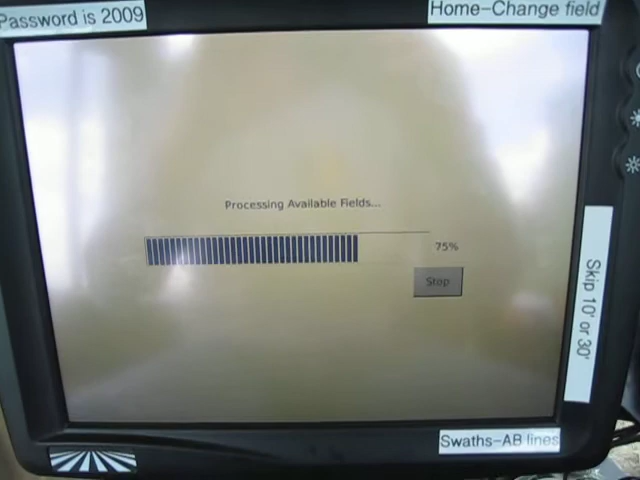 Password is 2009
Home-Change field
Processing Available Fields...
75%
Stop
Skip 10' or 30'
Swaths-AB lines